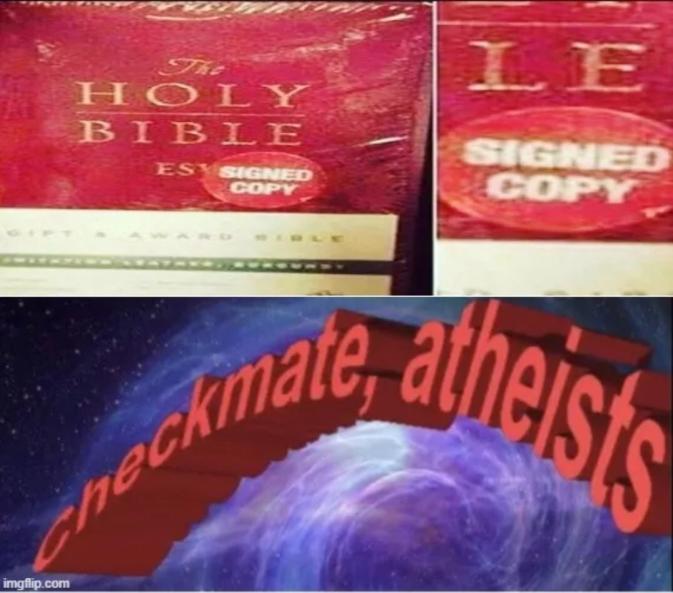 The
HOLY
BIBLE
ESV
SIGNED
COPY
GIFT & AWARD BIBLE
IMITATION LEATHER, BURGUNDY
LE
SIGNED
COPY
checkmate, atheists
imgflip.com